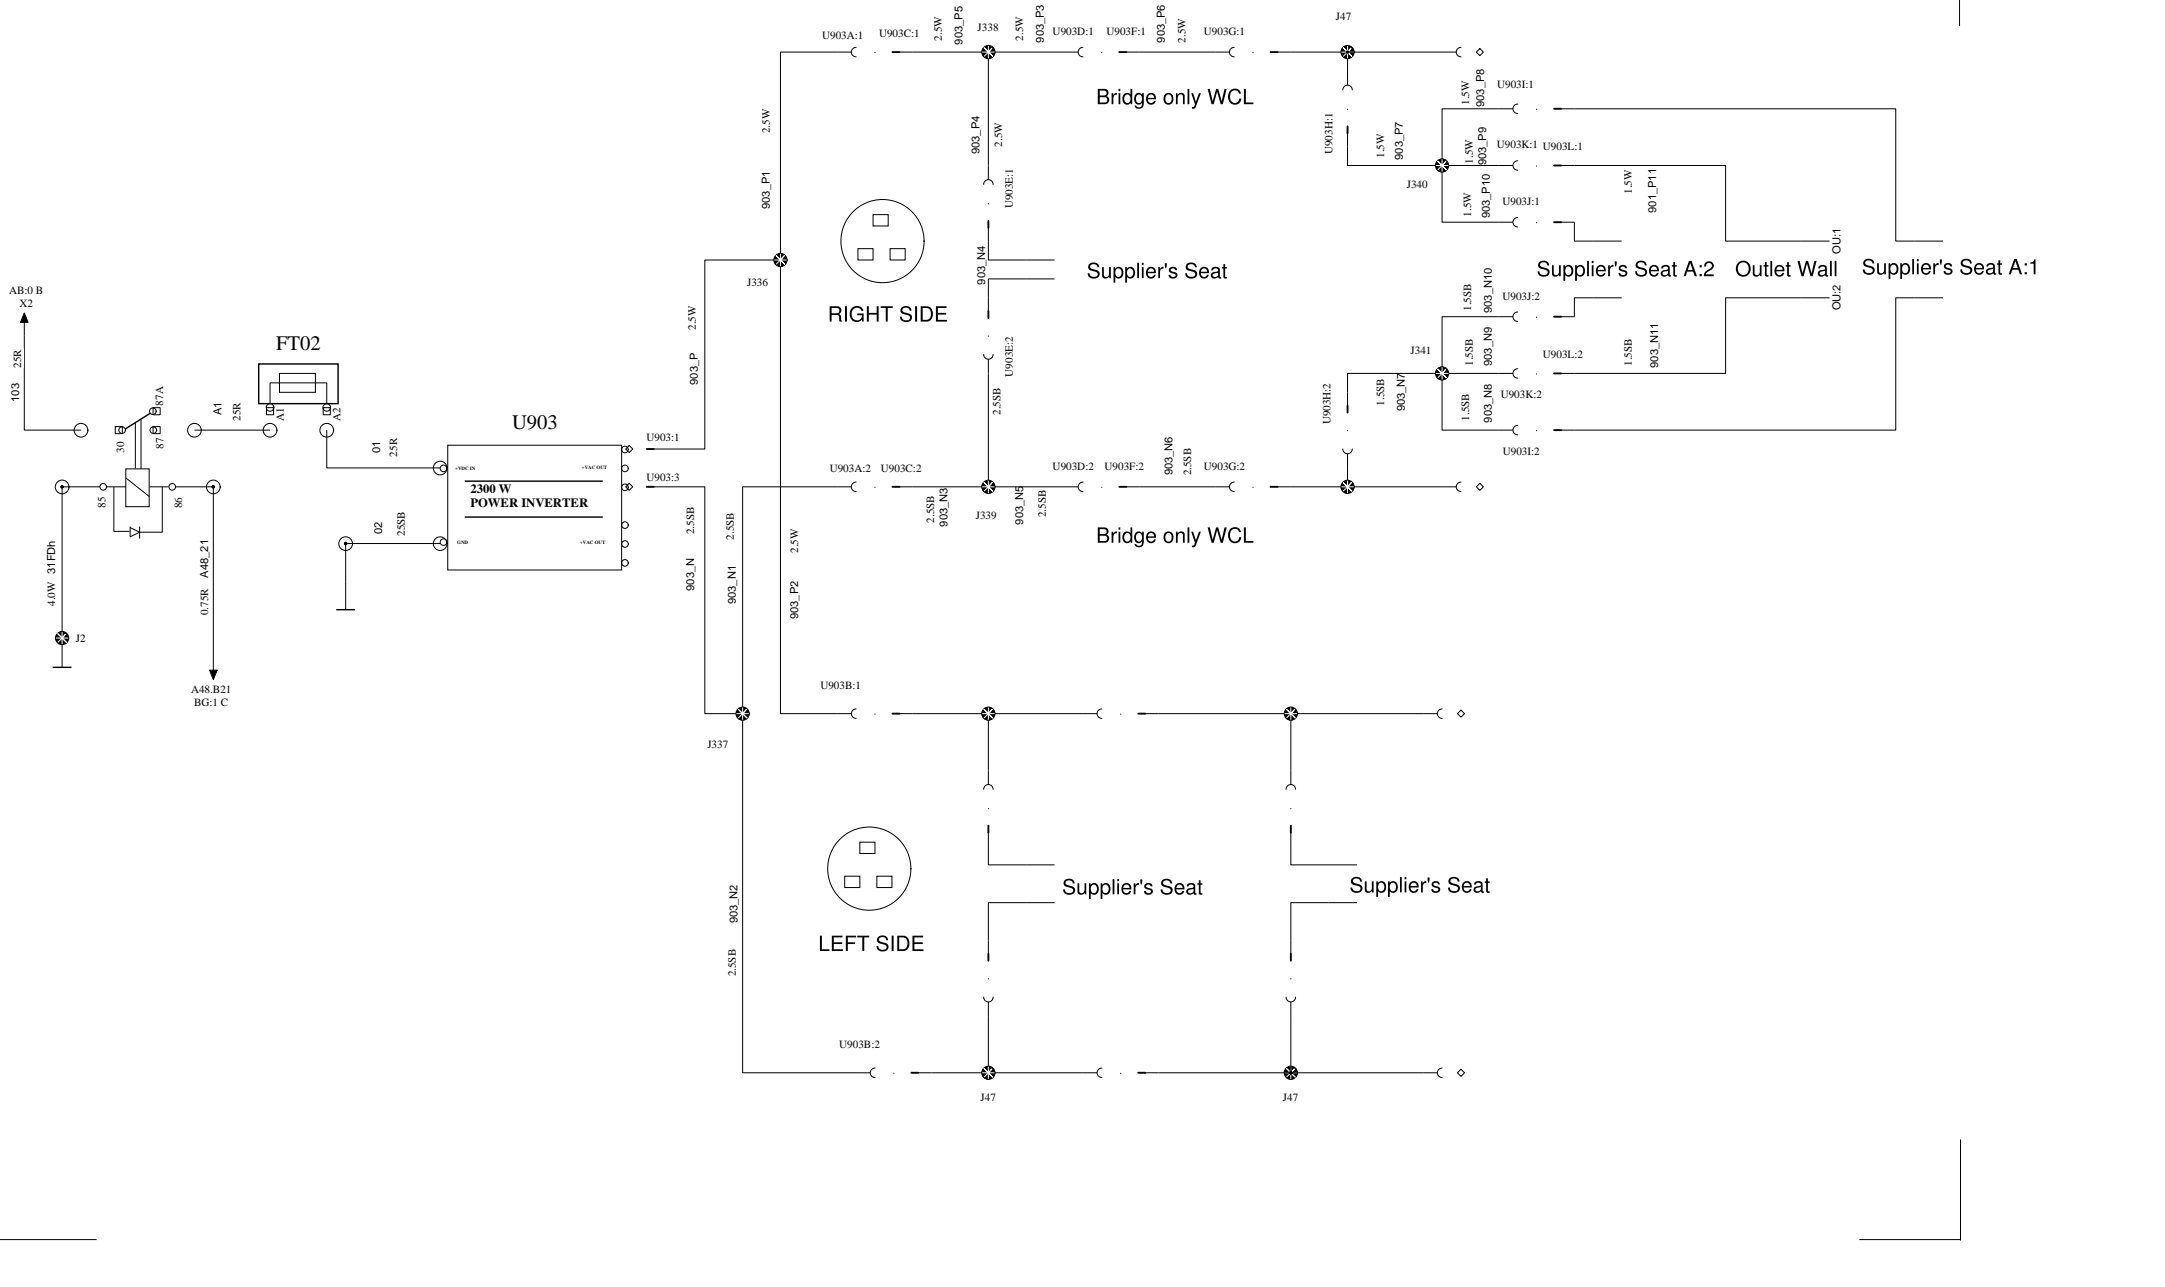 903_P5
903_P3
903_P6
J47
U903A:1
U903C:1
2.5W
J338
2.5W
U903D:1
U903F:1
2.5W
U903G:1
Bridge only WCL
1.5W
903_P8
U903I:1
2.5W
903_P4
2.5W
U903H:1
1.5W
903_P7
1.5W
903_P9
U903K:1
U903L:1
903_P1
U903E:1
J340
1.5W
903_P10
U903J:1
1.5W
901_P11
903_N4
Supplier's Seat
OU:1
Supplier's Seat A:2
Outlet Wall
Supplier's Seat A:1
J336
AB:0 B
X2
RIGHT SIDE
1.5SB
903_N10
U903J:2
OU:2
2.5W
903_P
FT02
U903E:2
J341
1.5SB
903_N9
U903L:2
1.5SB
903_N11
25R
103
87A
A1
25R
A1
A2
2.5SB
U903H:2
1.5SB
903_N7
1.5SB
903_N8
U903K:2
U903
30
87
01
25R
U903:1
U903I:2
+VDC IN
+VAC OUT
U903:3
U903A:2
U903C:2
U903D:2
U903F:2
903_N6
2.5SB
U903G:2
2300 W
POWER INVERTER
85
86
02
25SB
2.5SB
2.5SB
2.5SB
903_N3
J339
903_N5
2.5SB
GND
+VAC OUT
2.5W
Bridge only WCL
31FDh
4.0W
A48_21
0.75R
903_N
903_N1
903_P2
J2
A48.B21
BG:1 C
U903B:1
J337
903_N2
Supplier's Seat
Supplier's Seat
LEFT SIDE
2.5SB
U903B:2
J47
J47